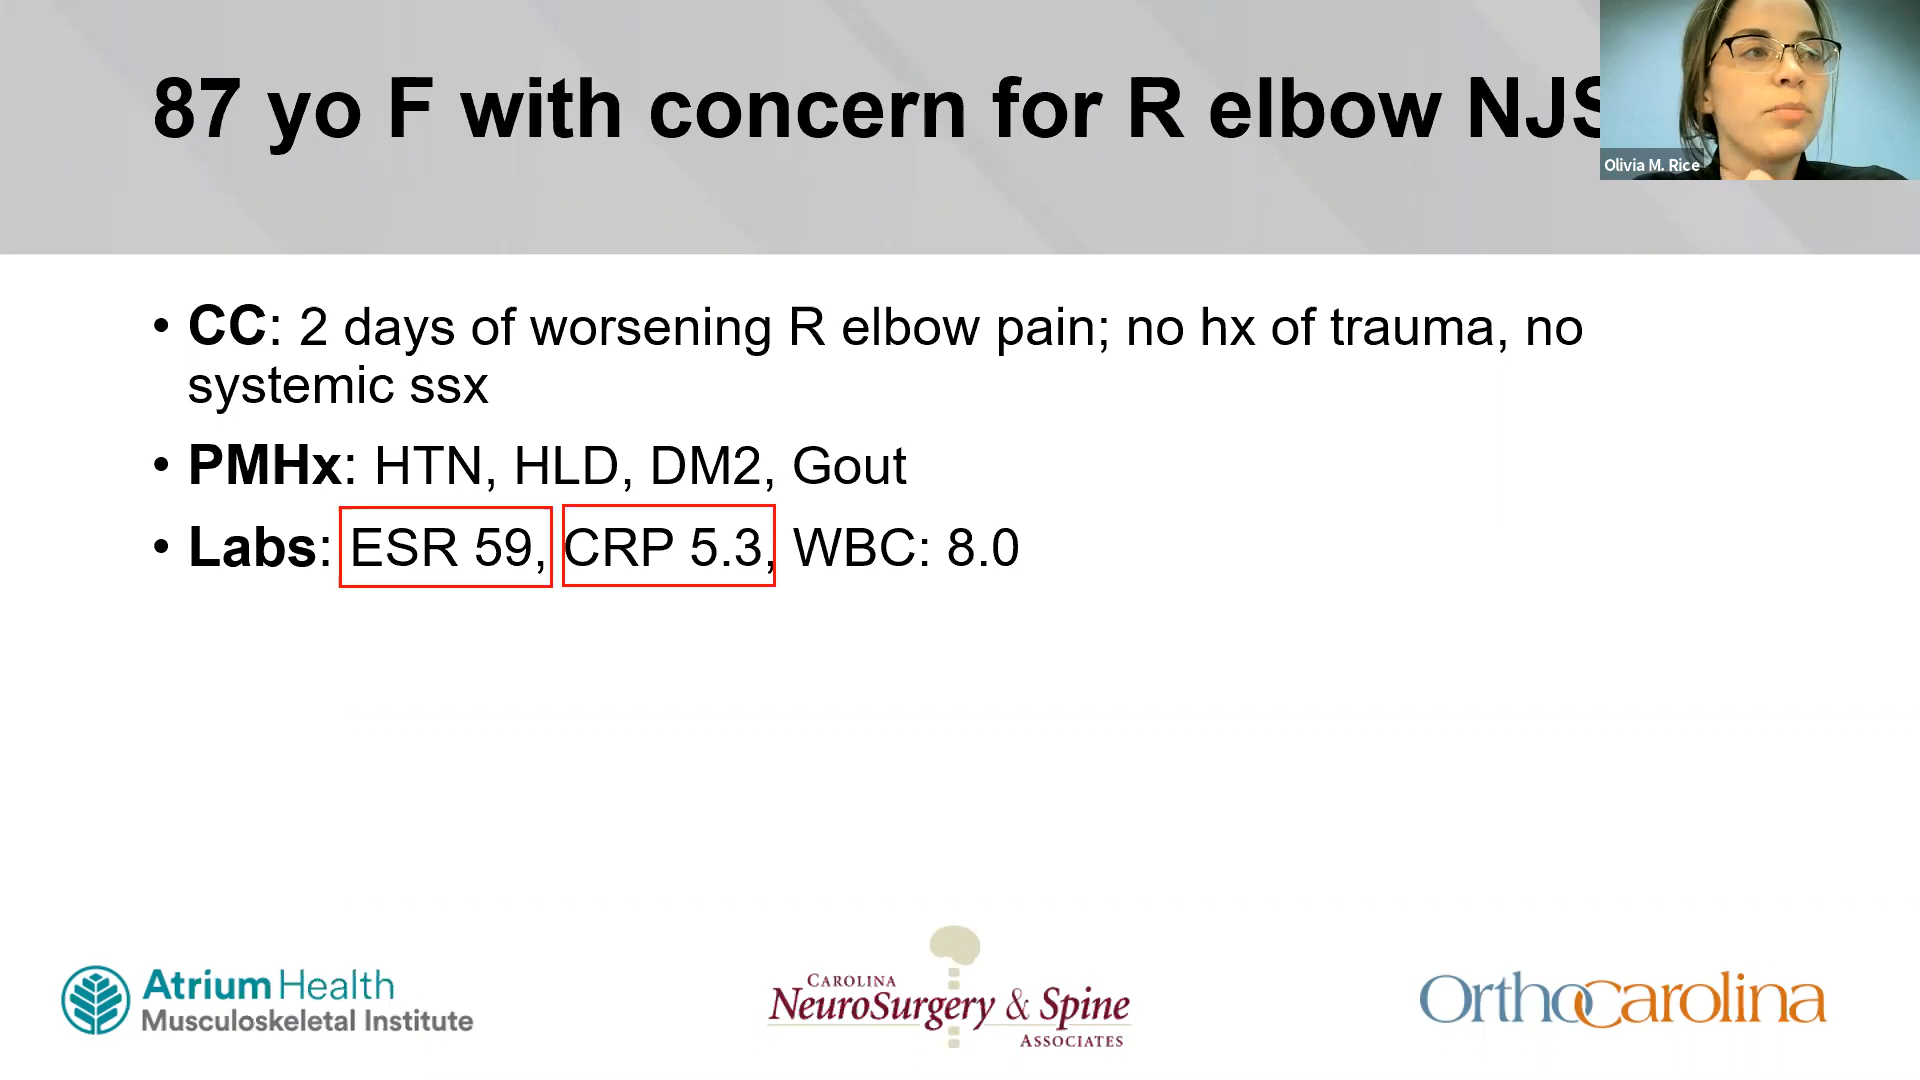 87 yo F with concern for R elbow NJS
Olivia M. Rice
• CC: 2 days of worsening R elbow pain; no hx of trauma, no
systemic ssx
• PMHx: HTN, HLD, DM2, Gout
• Labs: ESR 59, CRP 5.3, WBC: 8.0
Atrium Health
Musculoskeletal Institute
CAROLINA
NEUROSURGERY & SPINE
ASSOCIATES
OrthoCarolina